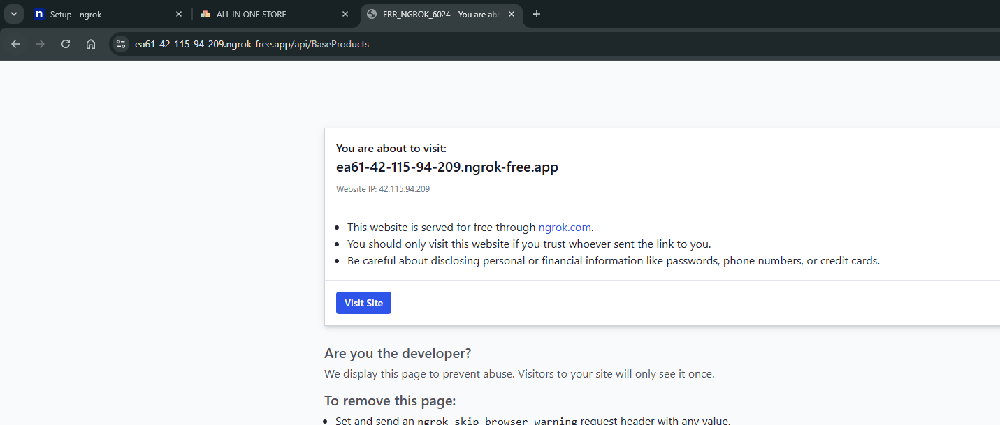 Setup - ngrok
ALL IN ONE STORE
ERR_NGROK_6024 - You are abo
ea61-42-115-94-209.ngrok-free.app/api/BaseProducts
You are about to visit:
ea61-42-115-94-209.ngrok-free.app
Website IP: 42.115.94.209
This website is served for free through ngrok.com.
You should only visit this website if you trust whoever sent the link to you.
Be careful about disclosing personal or financial information like passwords, phone numbers, or credit cards.
Visit Site
Are you the developer?
We display this page to prevent abuse. Visitors to your site will only see it once.
To remove this page:
Set and send an ngrok-skip-browser-warning request header with any value.